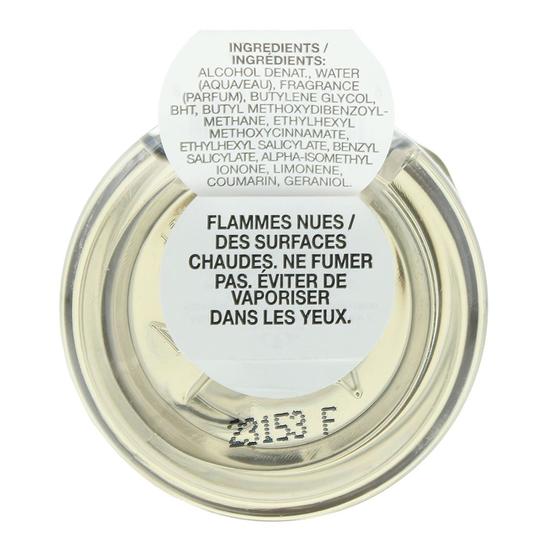 INGREDIENTS /
INGRÉDIENTS:
ALCOHOL DENAT., WATER
(AQUA/EAU), FRAGRANCE
(PARFUM), BUTYLENE GLYCOL,
BHT, BUTYL METHOXYDIBENZOYL-
METHANE, ETHYLHEXYL
METHOXYCINNAMATE,
ETHYLHEXYL SALICYLATE, BENZYL
SALICYLATE, ALPHA-ISOMETHYL
IONONE, LIMONENE,
COUMARIN, GERANIOL.
FLAMMES NUES /
DES SURFACES
CHAUDES. NE FUMER
PAS. ÉVITER DE
VAPORISER
DANS LES YEUX.
23153 F